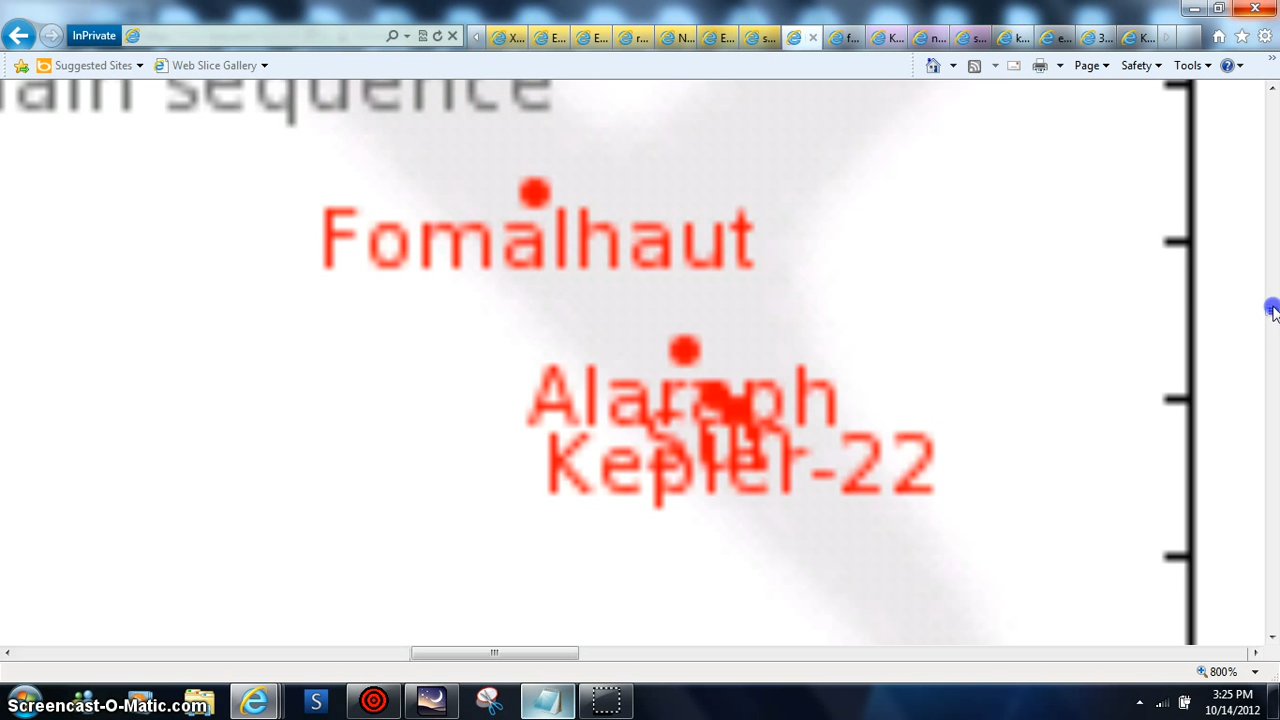 InPrivate
X...
E...
E...
r...
N...
E...
s...
f...
K...
n...
s...
k...
e...
3...
K...
Suggested Sites
Web Slice Gallery
Page
Safety
Tools
ain sequence
Fomalhaut
Alaraph
Kepler-22
800%
S
3:25 PM
10/14/2012
Screencast-O-Matic.com